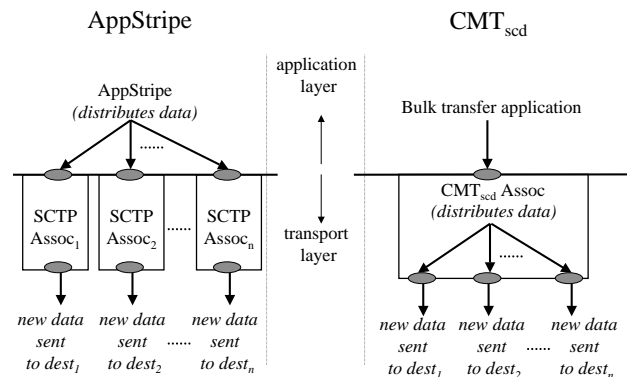 AppStripe
CMTscd
application
layer
AppStripe
(distributes data)
......
Bulk transfer application
SCTP
Assoc1
SCTP
Assoc2
......
SCTP
Assocn
transport
layer
CMTscd Assoc
(distributes data)
......
new data
sent
to dest1
new data
sent
to dest2
......
new data
sent
to destn
new data
sent
to dest1
new data
sent
to dest2
......
new data
sent
to destn